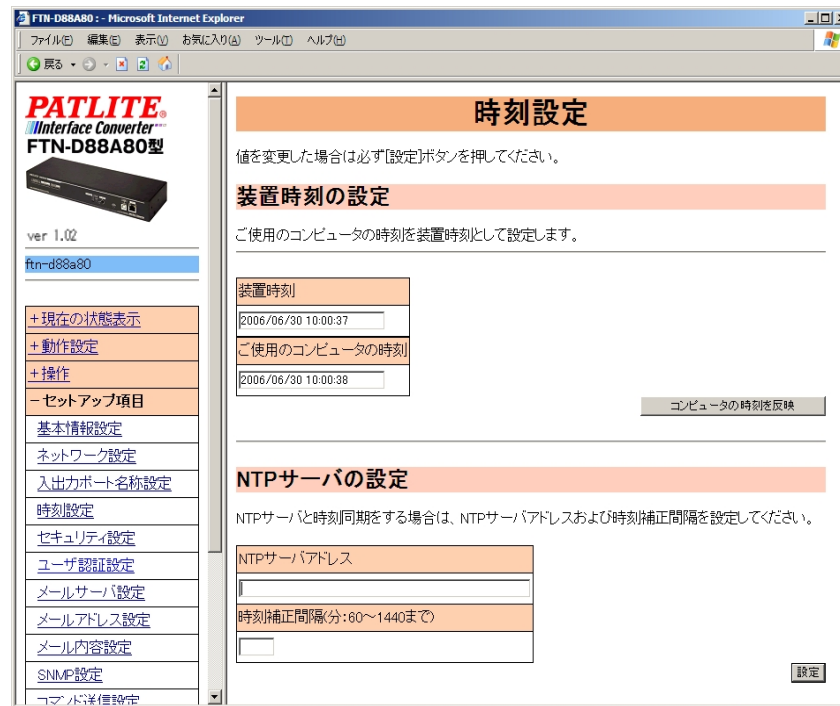 FTN-D88A80 : - Microsoft Internet Explorer
ファイル(F) 編集(E) 表示(V) お気に入り(A) ツール(T) ヘルプ(H)
戻る
PATLITE®
Interface Converter
FTN-D88A80型
ver 1.02
ftn-d88a80
+現在の状態表示
+動作設定
+操作
-セットアップ項目
基本情報設定
ネットワーク設定
入出力ポート名称設定
時刻設定
セキュリティ設定
ユーザ認証設定
メールサーバ設定
メールアドレス設定
メール内容設定
SNMP設定
コマンド送信設定
時刻設定
値を変更した場合は必ず[設定]ボタンを押してください。
装置時刻の設定
ご使用のコンピュータの時刻を装置時刻として設定します。
装置時刻
2006/06/30 10:00:37
ご使用のコンピュータの時刻
2006/06/30 10:00:38
コンピュータの時刻を反映
NTPサーバの設定
NTPサーバと時刻同期をする場合は、NTPサーバアドレスおよび時刻補正間隔を設定してください。
NTPサーバアドレス
時刻補正間隔(分:60～1440まで)
設定